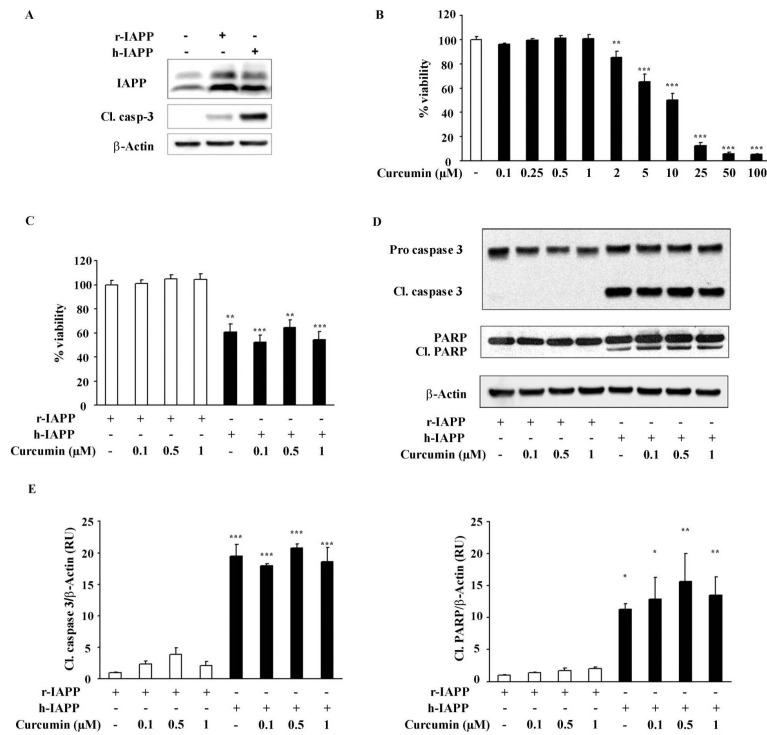 A
r-IAPP - + -
h-IAPP - - +
IAPP
Cl. casp-3
β-Actin
B
% viability
120
100
80
60
40
20
0
** *** *** *** *** ***
Curcumin (μM) - 0.1 0.25 0.5 1 2 5 10 25 50 100
C
% viability
120
100
80
60
40
20
0
** *** ** ***
r-IAPP + + + + - - - -
h-IAPP - - - - + + + +
Curcumin (μM) - 0.1 0.5 1 - 0.1 0.5 1
D
Pro caspase 3
Cl. caspase 3
PARP
Cl. PARP
β-Actin
r-IAPP + + + + - - - -
h-IAPP - - - - + + + +
Curcumin (μM) - 0.1 0.5 1 - 0.1 0.5 1
E
Cl. caspase 3/β-Actin (RU)
25
20
15
10
5
0
*** *** *** ***
r-IAPP + + + + - - - -
h-IAPP - - - - + + + +
Curcumin (μM) - 0.1 0.5 1 - 0.1 0.5 1
Cl. PARP/β-Actin (RU)
25
20
15
10
5
0
* * ** **
r-IAPP + + + + - - - -
h-IAPP - - - - + + + +
Curcumin (μM) - 0.1 0.5 1 - 0.1 0.5 1